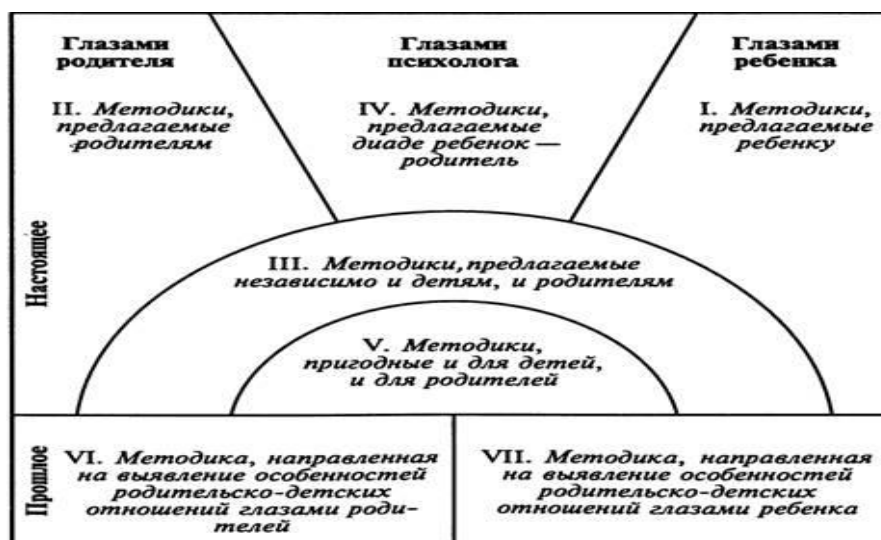 Глазами
родителя
II. Методики,
предлагаемые
родителям
Глазами
психолога
IV. Методики,
предлагаемые
диаде ребенок —
родитель
Глазами
ребенка
I. Методики,
предлагаемые
ребенку
Настоящее
III. Методики, предлагаемые
независимо и детям, и родителям
V. Методики,
пригодные и для детей,
и для родителей
Прошлое
VI. Методика, направленная
на выявление особенностей
родительско-детских
отношений глазами роди-
телей
VII. Методика, направленная
на выявление особенностей
родительско-детских
отношений глазами ребенка